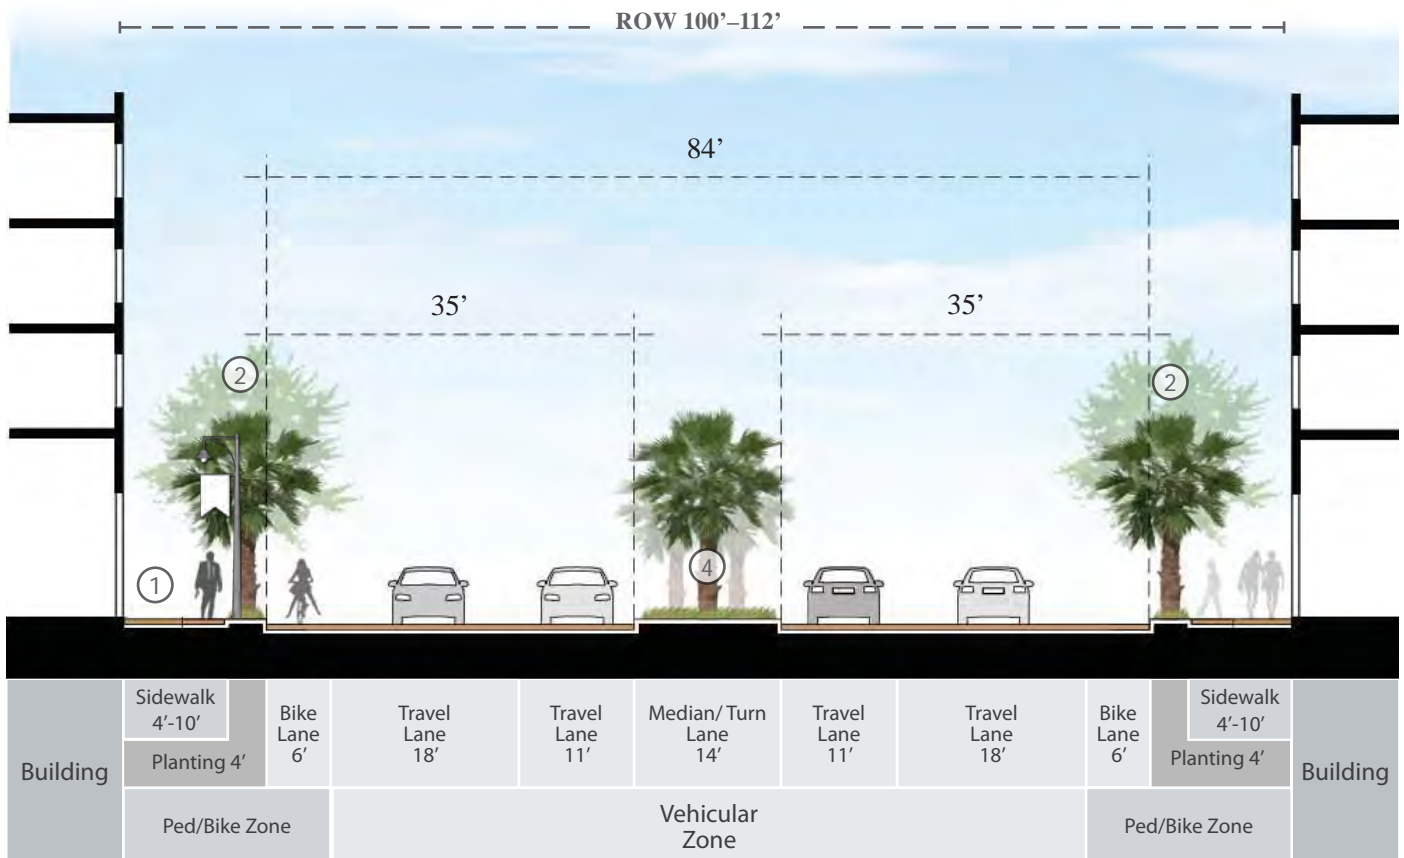 ROW 100’–112’
84’
35’
35’
2
2
1
4
Building
Sidewalk
4’-10’
Planting 4’
Bike
Lane
6’
Travel
Lane
18’
Travel
Lane
11’
Median/ Turn
Lane
14’
Travel
Lane
11’
Travel
Lane
18’
Bike
Lane
6’
Sidewalk
4’-10’
Planting 4’
Building
Ped/Bike Zone
Vehicular
Zone
Ped/Bike Zone